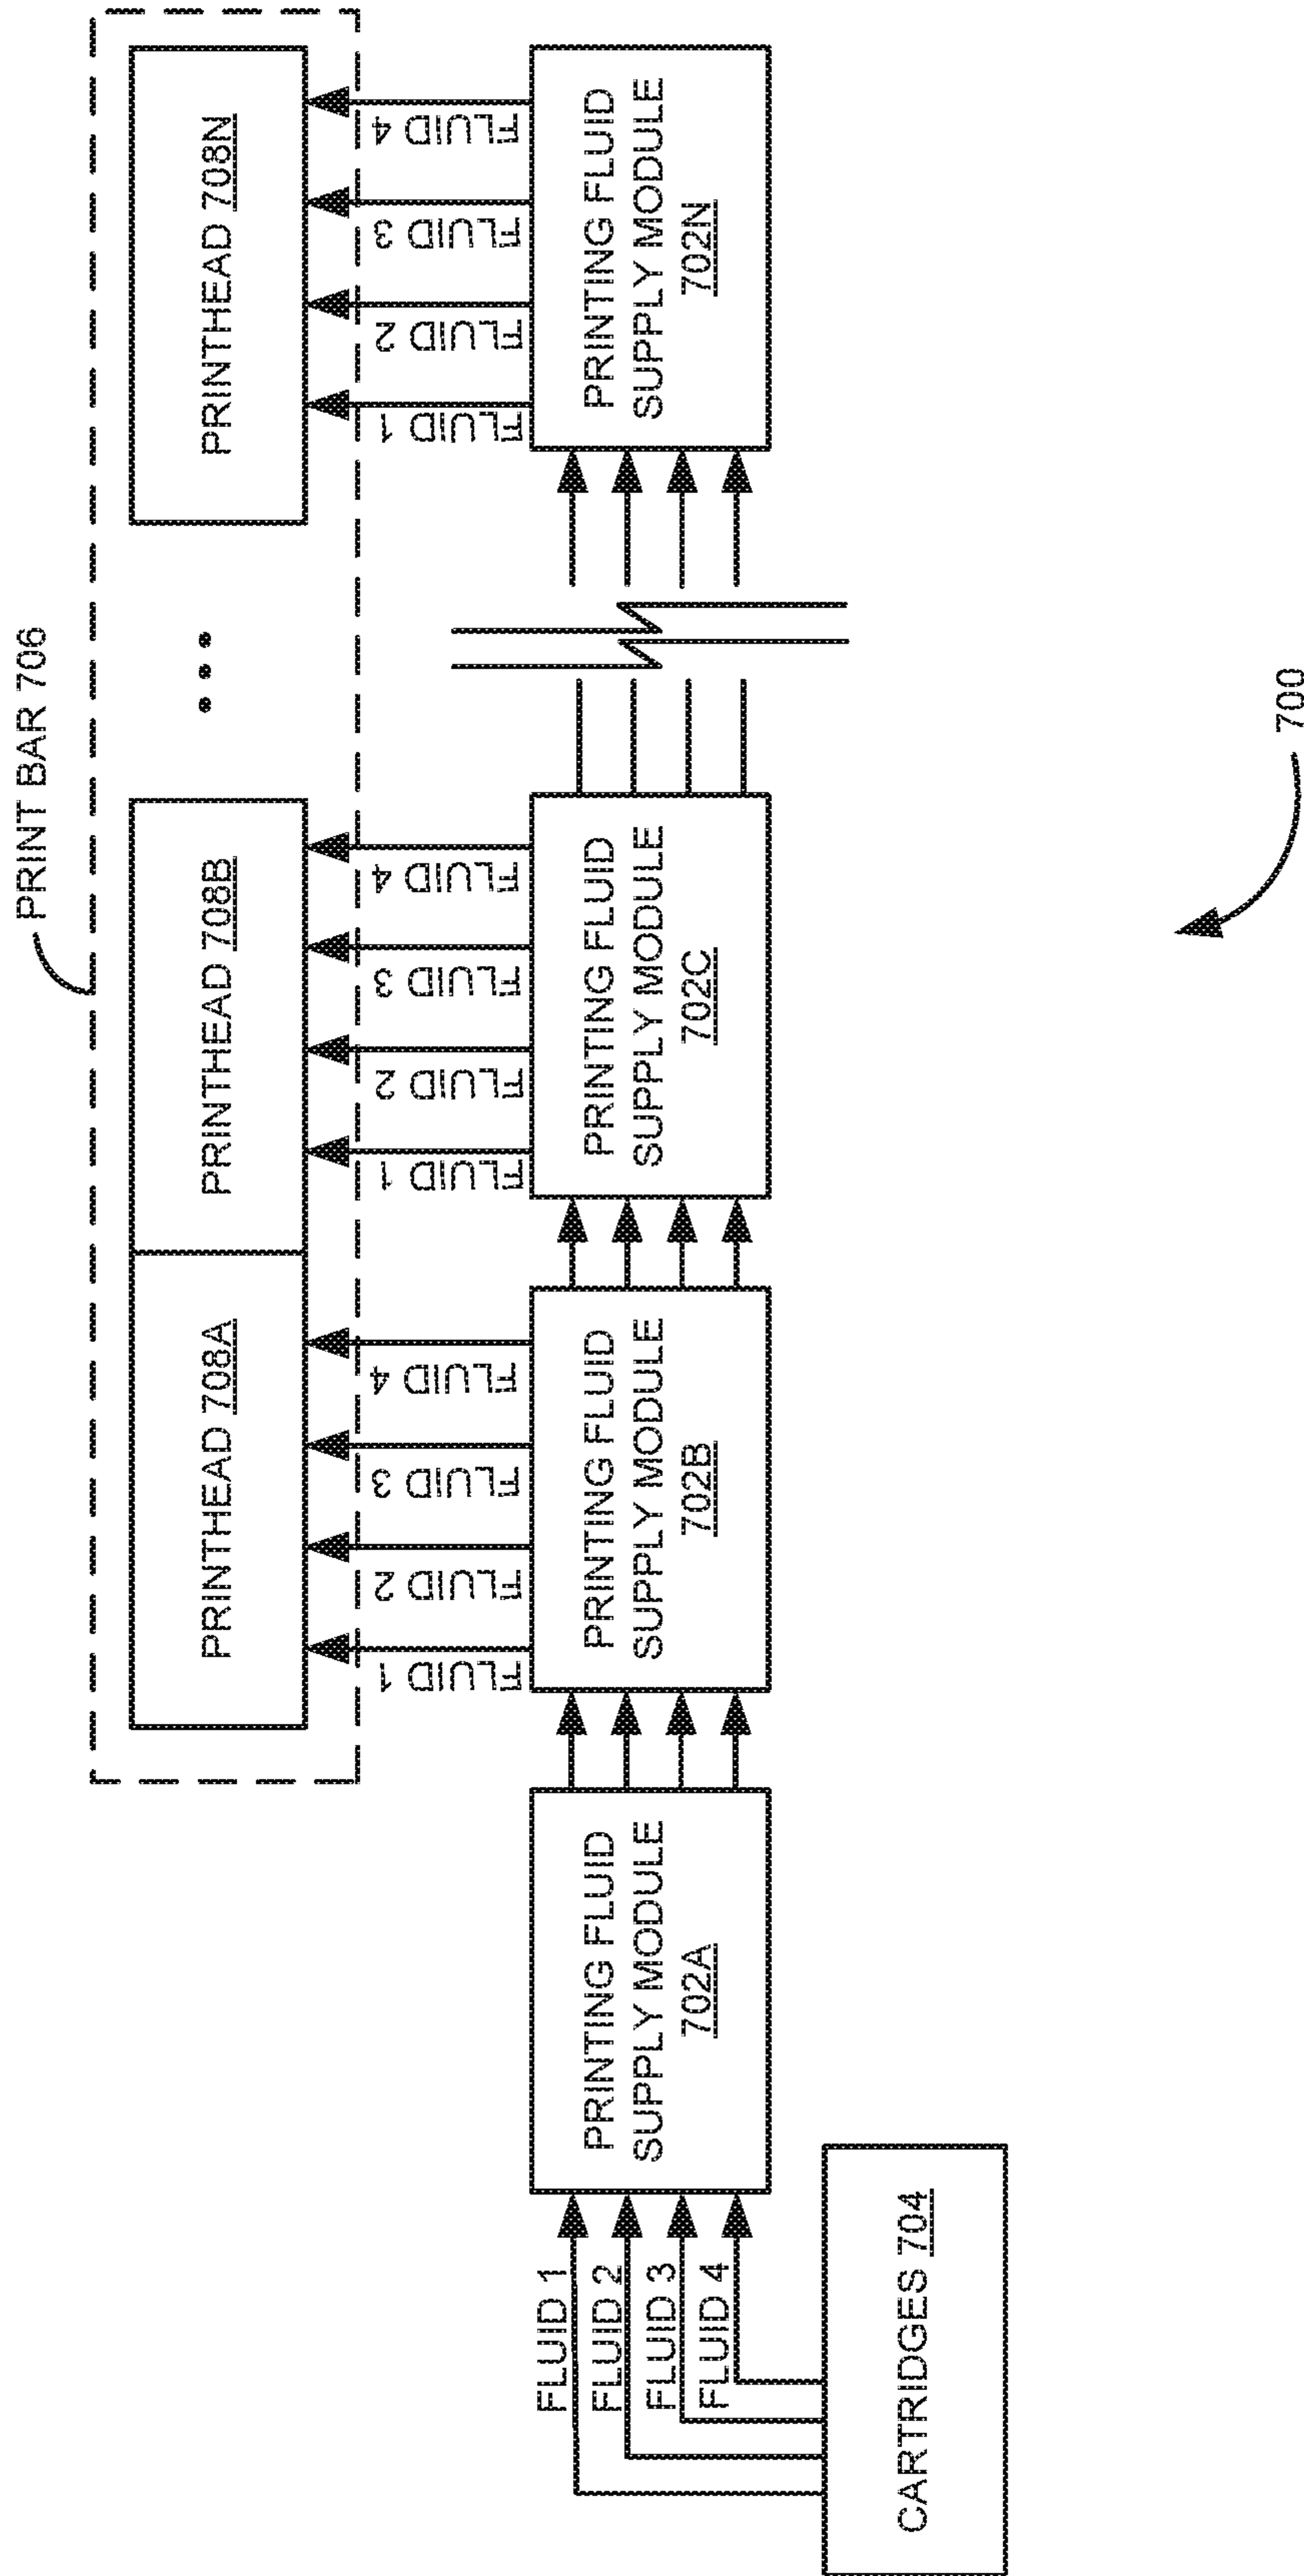 PRINT BAR 706
PRINTHEAD 708A
PRINTHEAD 708B
PRINTHEAD 708N
FLUID 1
FLUID 2
FLUID 3
FLUID 4
FLUID 1
FLUID 2
FLUID 3
FLUID 4
FLUID 1
FLUID 2
FLUID 3
FLUID 4
FLUID 1
FLUID 2
FLUID 3
FLUID 4
PRINTING FLUID
SUPPLY MODULE
702A
PRINTING FLUID
SUPPLY MODULE
702B
PRINTING FLUID
SUPPLY MODULE
702C
PRINTING FLUID
SUPPLY MODULE
702N
CARTRIDGES 704
700